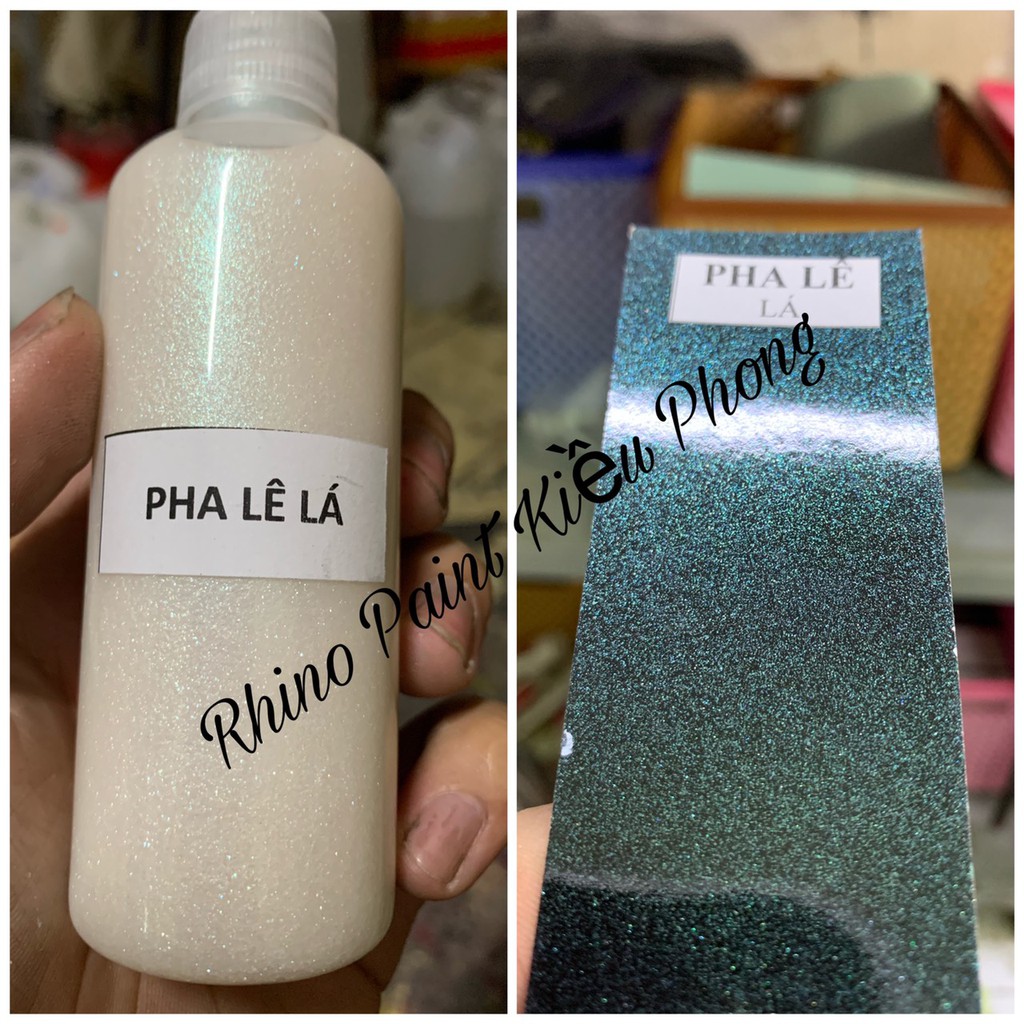 PHA LÊ LÁ
PHA LÊ
LÁ
Rhino Paint Kiều Phong